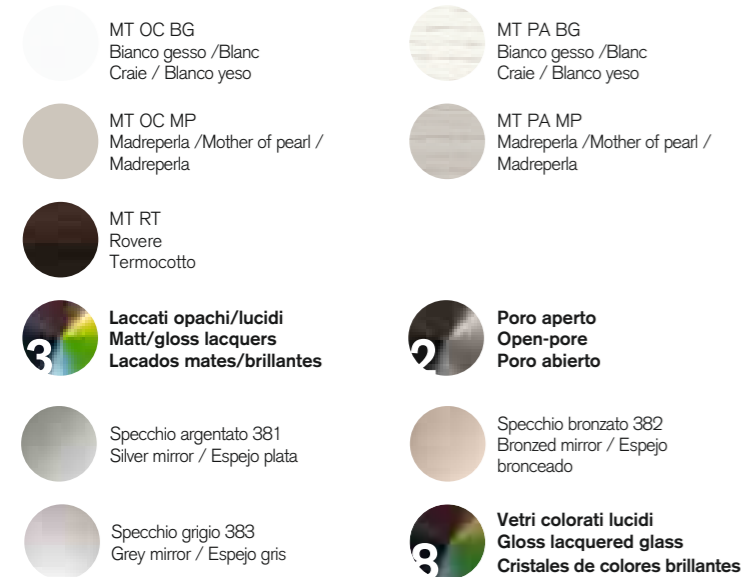 MT OC BG
Bianco gesso /Blanc
Craie / Blanco yeso
MT PA BG
Bianco gesso /Blanc
Craie / Blanco yeso
MT OC MP
Madreperla /Mother of pearl /
Madreperla
MT PA MP
Madreperla /Mother of pearl /
Madreperla
MT RT
Rovere
Termocotto
3
Laccati opachi/lucidi
Matt/gloss lacquers
Lacados mates/brillantes
2
Poro aperto
Open-pore
Poro abierto
Specchio argentato 381
Silver mirror / Espejo plata
Specchio bronzato 382
Bronzed mirror / Espejo
bronceado
Specchio grigio 383
Grey mirror / Espejo gris
8
Vetri colorati lucidi
Gloss lacquered glass
Cristales de colores brillantes